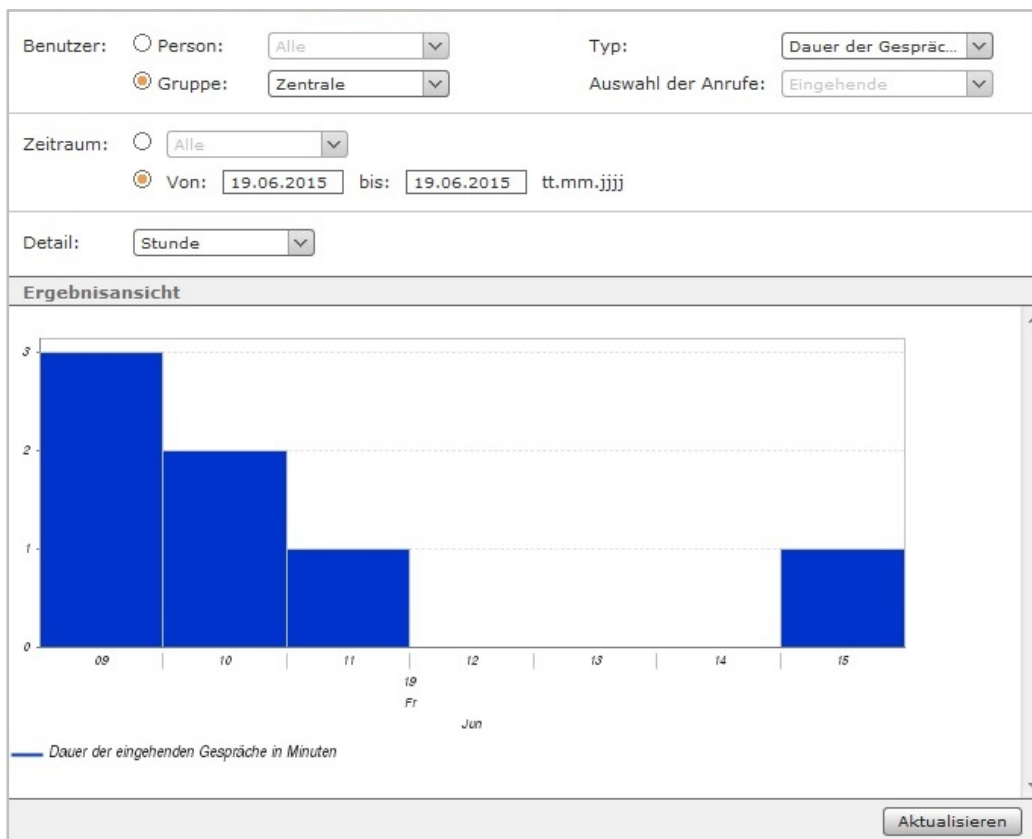 Benutzer: Person: Alle Typ: Dauer der Gespräc...
Gruppe: Zentrale Auswahl der Anrufe: Eingehende
Zeitraum: Alle
Von: 19.06.2015 bis: 19.06.2015 tt.mm.jjjj
Detail: Stunde
Ergebnisansicht
3
2
1
0
09 10 11 12 13 14 15
19
Fr
Jun
Dauer der eingehenden Gespräche in Minuten
Aktualisieren